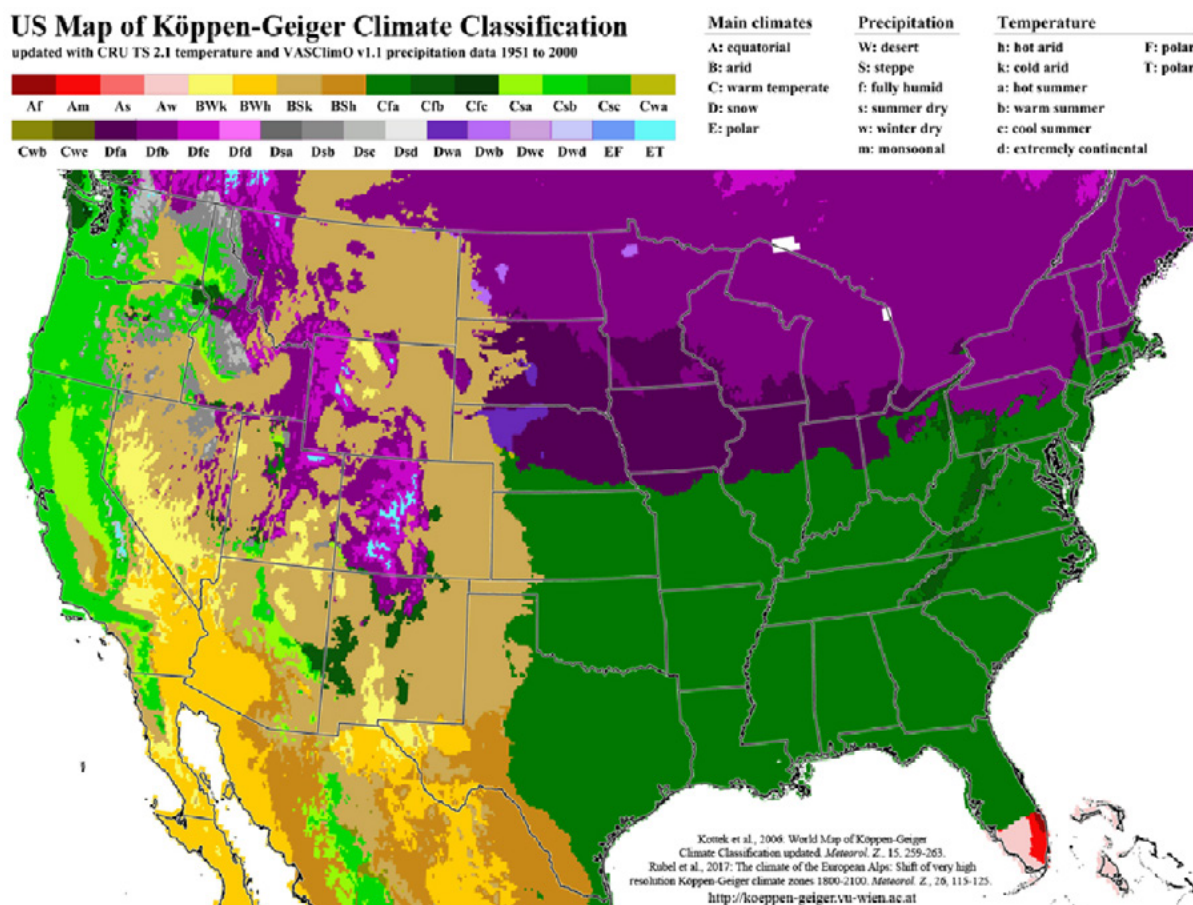 US Map of Köppen-Geiger Climate Classification
updated with CRU TS 2.1 temperature and VASClimO v1.1 precipitation data 1951 to 2000
Af Am As Aw BWk BWh BSk BSh Cfa Cfb Cfc Csa Csb Csc Cwa
Cwb Cwc Dfa Dfb Dfc Dfd Dsa Dsb Dsc Dsd Dwa Dwb Dwc Dwd EF ET
Main climates
A: equatorial
B: arid
C: warm temperate
D: snow
E: polar
Precipitation
W: desert
S: steppe
f: fully humid
s: summer dry
w: winter dry
m: monsoonal
Temperature
h: hot arid
k: cold arid
a: hot summer
b: warm summer
c: cool summer
d: extremely continental
F: polar
T: polar
Kottek et al., 2006: World Map of Köppen-Geiger
Climate Classification updated. Meteorol. Z., 15, 259-263.
Rubel et al., 2017: The climate of the European Alps: Shift of very high
resolution Köppen-Geiger climate zones 1800-2100. Meteorol. Z., 26, 115-125.
http://koeppen-geiger.vu-wien.ac.at